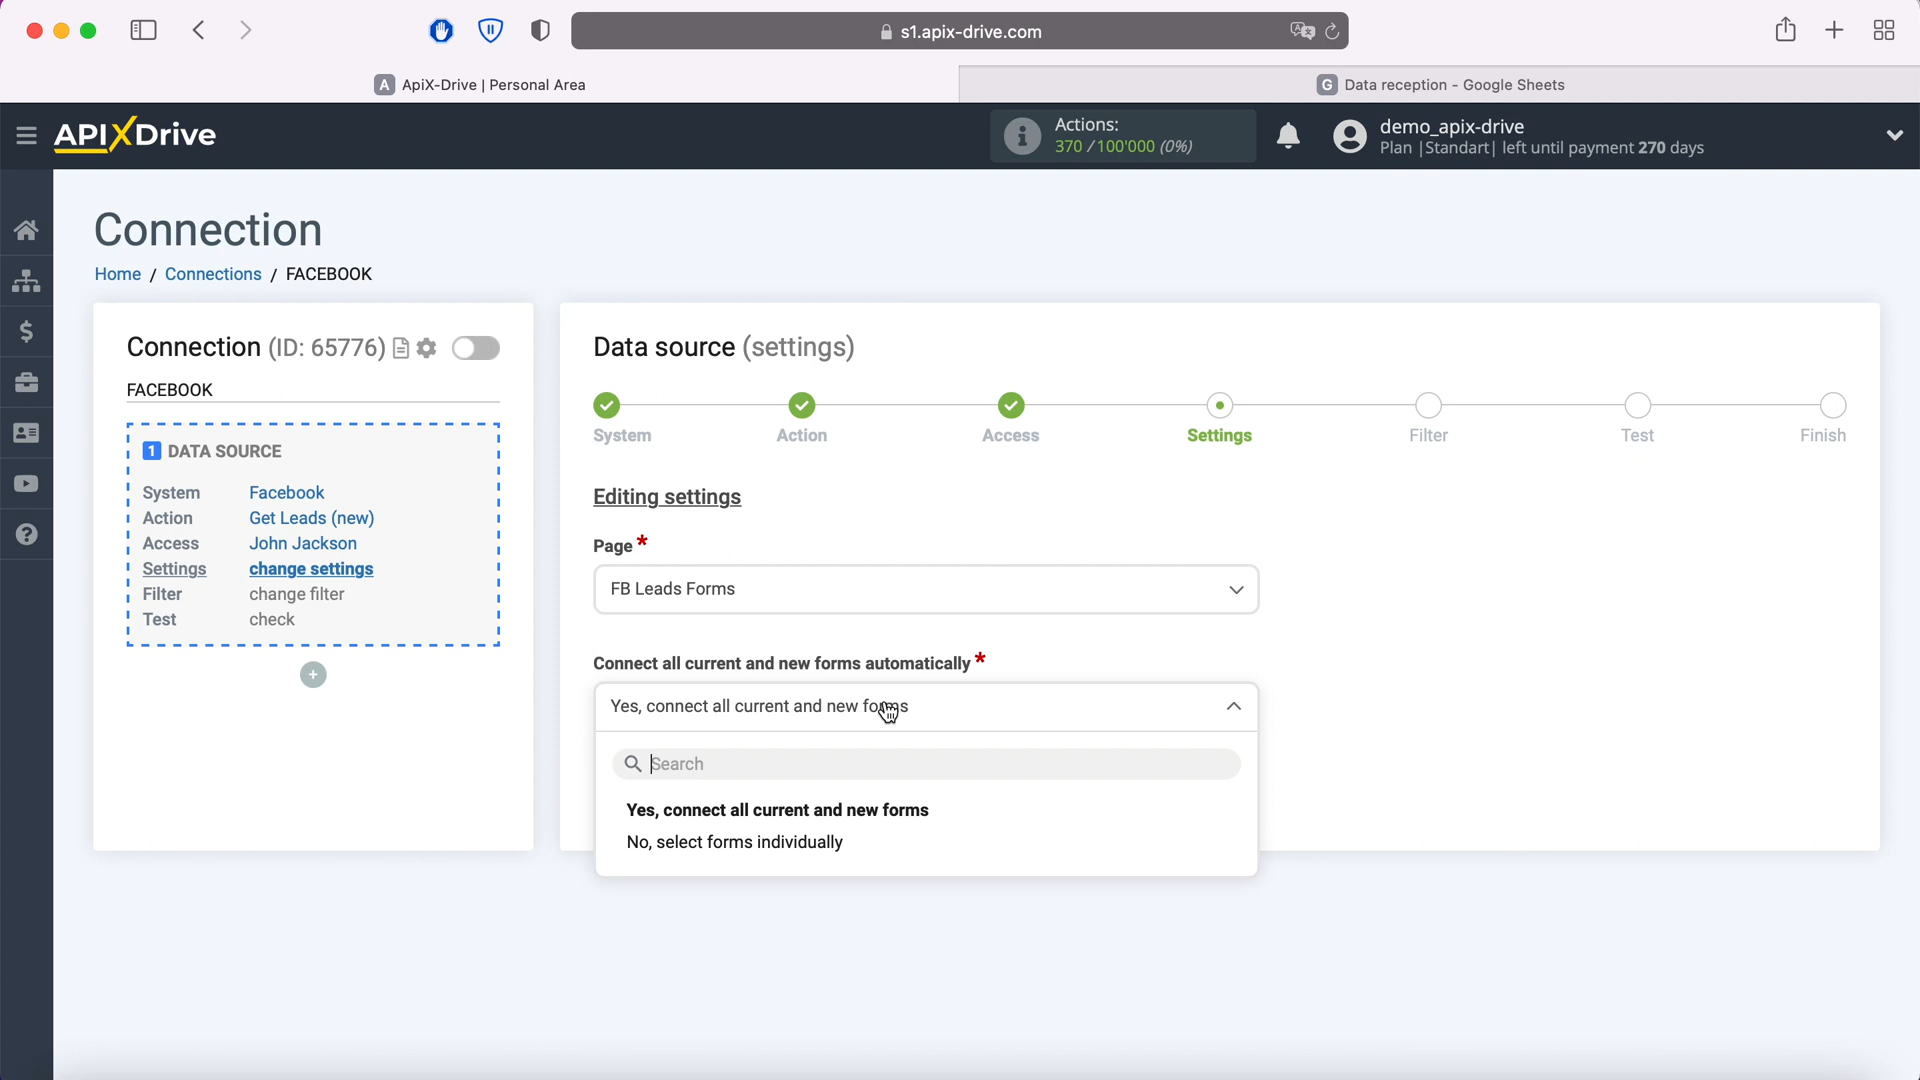 s1.apix-drive.com
A ApiX-Drive | Personal Area
G Data reception - Google Sheets
APIXDrive
Actions:
370 /100'000 (0%)
demo_apix-drive
Plan |Standart| left until payment 270 days
Connection
Home / Connections / FACEBOOK
Connection (ID: 65776)
FACEBOOK
1 DATA SOURCE
System Facebook
Action Get Leads (new)
Access John Jackson
Settings change settings
Filter change filter
Test check
Data source (settings)
System Action Access Settings Filter Test Finish
Editing settings
Page *
FB Leads Forms
Connect all current and new forms automatically *
Yes, connect all current and new forms
Search
Yes, connect all current and new forms
No, select forms individually